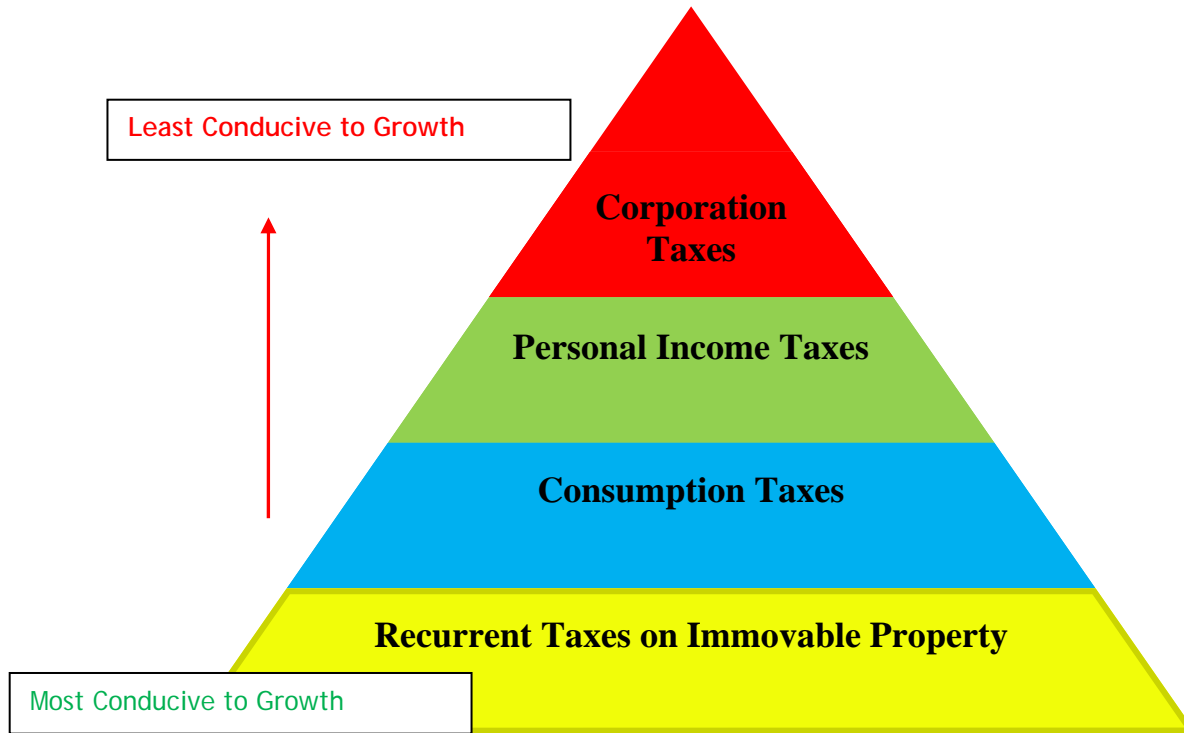 Least Conducive to Growth
Corporation
Taxes
Personal Income Taxes
Consumption Taxes
Recurrent Taxes on Immovable Property
Most Conducive to Growth